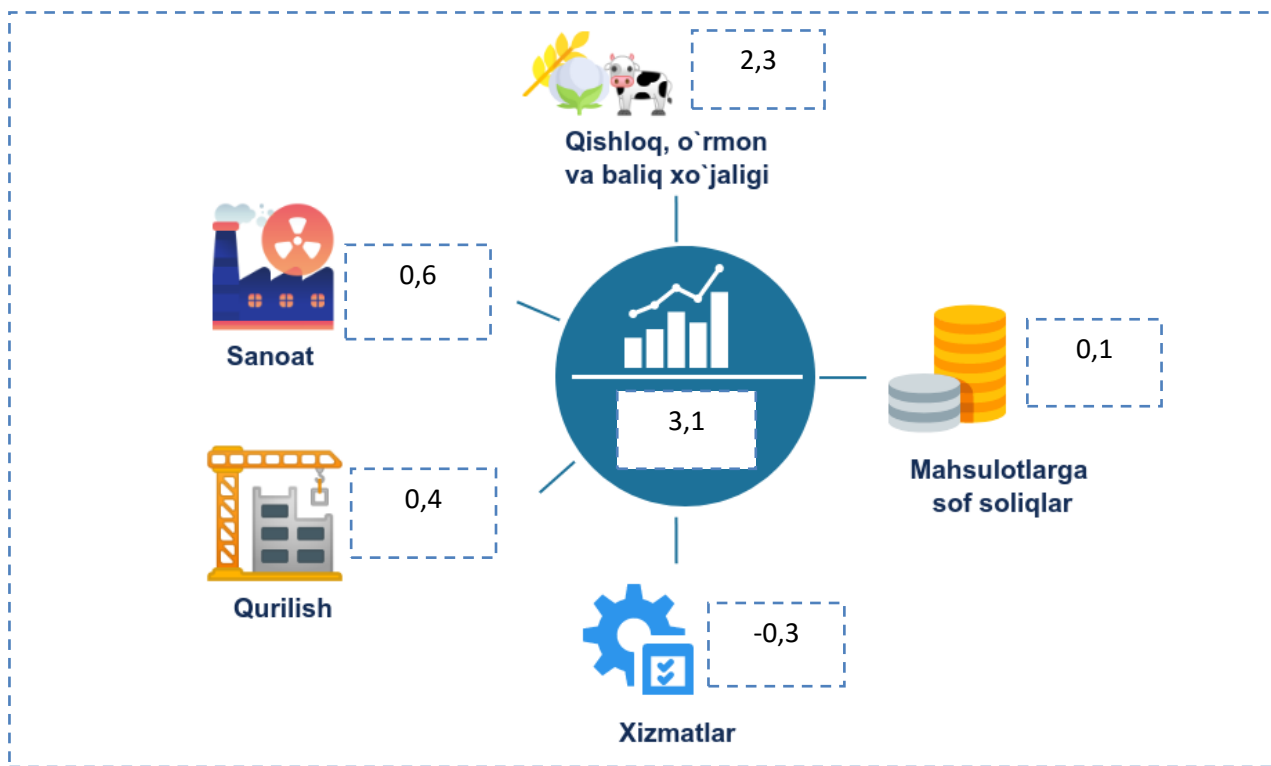 2,3
Qishloq, o`rmon
va baliq xo`jaligi
0,6
Sanoat
0,1
Mahsulotlarga
sof soliqlar
3,1
0,4
Qurilish
-0,3
Xizmatlar